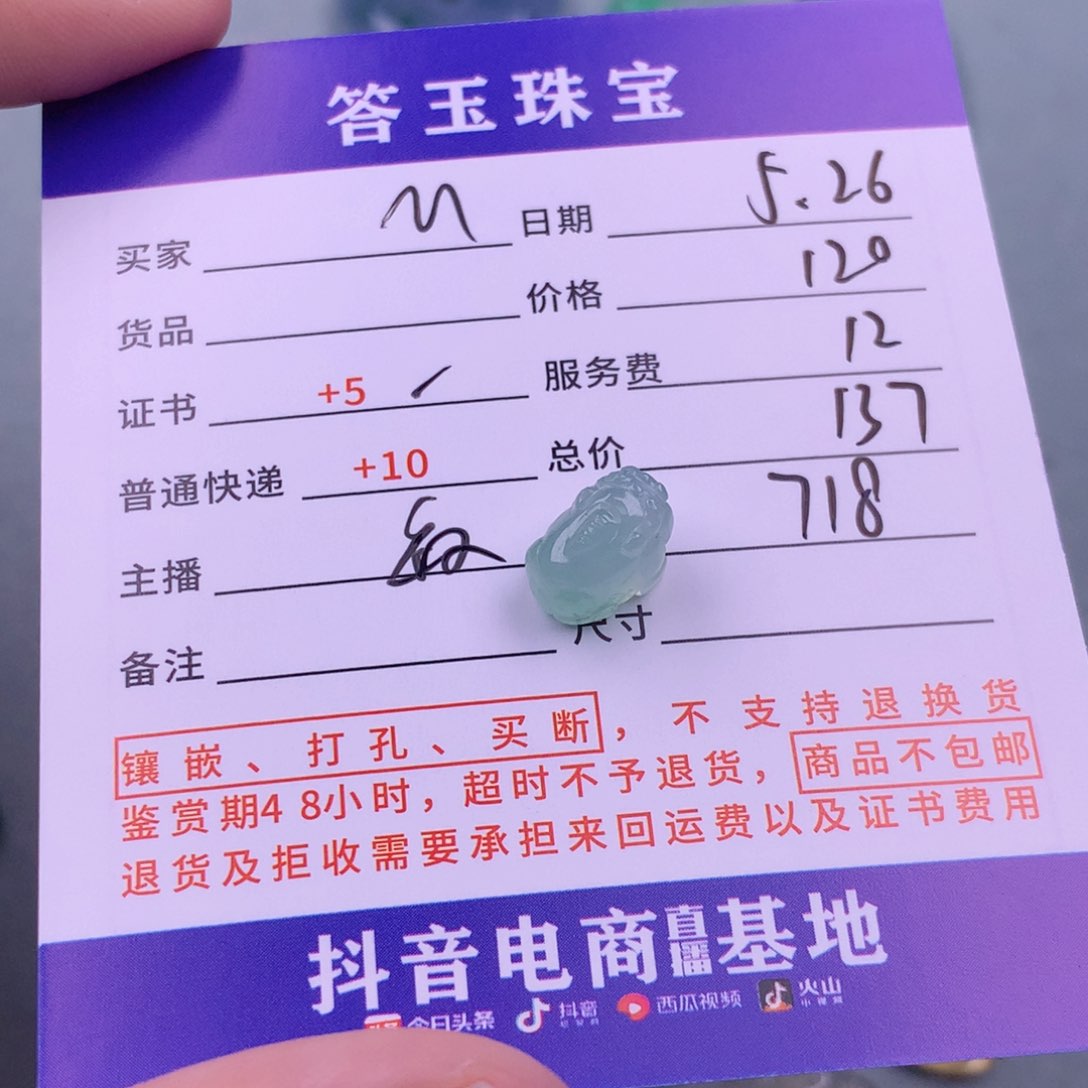 答玉珠宝
买家 M 日期 5.26
货品 价格 120
证书 +5 ✓ 服务费 12
普通快递 +10 总价 137
主播 718
备注 尺寸
镶嵌、打孔、买断，不支持退换货
鉴赏期48小时，超时不予退货，商品不包邮
退货及拒收需要承担来回运费以及证书费用
抖音电商直播基地
今日头条 抖音 西瓜视频 火山